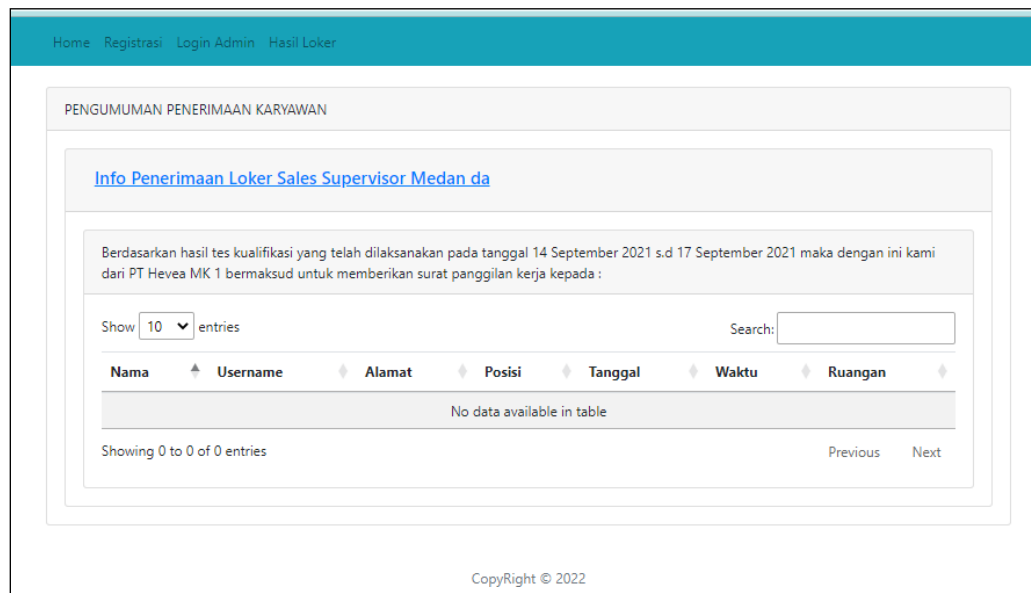 Home Registrasi Login Admin Hasil Loker
PENGUMUMAN PENERIMAAN KARYAWAN
Info Penerimaan Loker Sales Supervisor Medan da
Berdasarkan hasil tes kualifikasi yang telah dilaksanakan pada tanggal 14 September 2021 s.d 17 September 2021 maka dengan ini kami
dari PT Hevea MK 1 bermaksud untuk memberikan surat panggilan kerja kepada :
Show 10 entries Search:
Nama Username Alamat Posisi Tanggal Waktu Ruangan
No data available in table
Showing 0 to 0 of 0 entries Previous Next
CopyRight © 2022